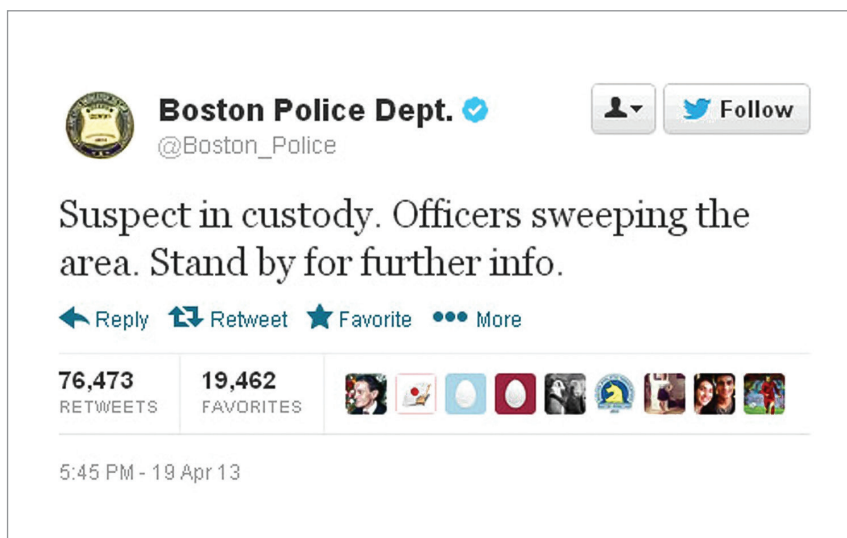 Boston Police Dept.
@Boston_Police
Follow
Suspect in custody. Officers sweeping the
area. Stand by for further info.
Reply Retweet Favorite More
76,473 19,462
RETWEETS FAVORITES
5:45 PM - 19 Apr 13